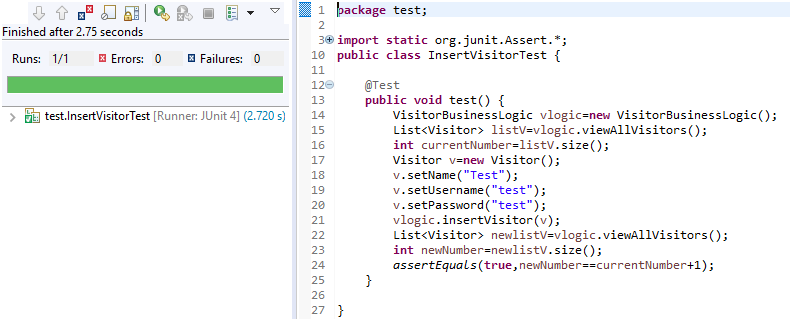 Finished after 2.75 seconds
Runs: 1/1 Errors: 0 Failures: 0
test.InsertVisitorTest [Runner: JUnit 4] (2.720 s)
1 package test;
2
3 import static org.junit.Assert.*;
10 public class InsertVisitorTest {
11
12 @Test
13 public void test() {
14 VisitorBusinessLogic vlogic=new VisitorBusinessLogic();
15 List<Visitor> listV=vlogic.viewAllVisitors();
16 int currentNumber=listV.size();
17 Visitor v=new Visitor();
18 v.setName("Test");
19 v.setUsername("test");
20 v.setPassword("test");
21 vlogic.insertVisitor(v);
22 List<Visitor> newlistV=vlogic.viewAllVisitors();
23 int newNumber=newlistV.size();
24 assertEquals(true,newNumber==currentNumber+1);
25 }
26
27 }